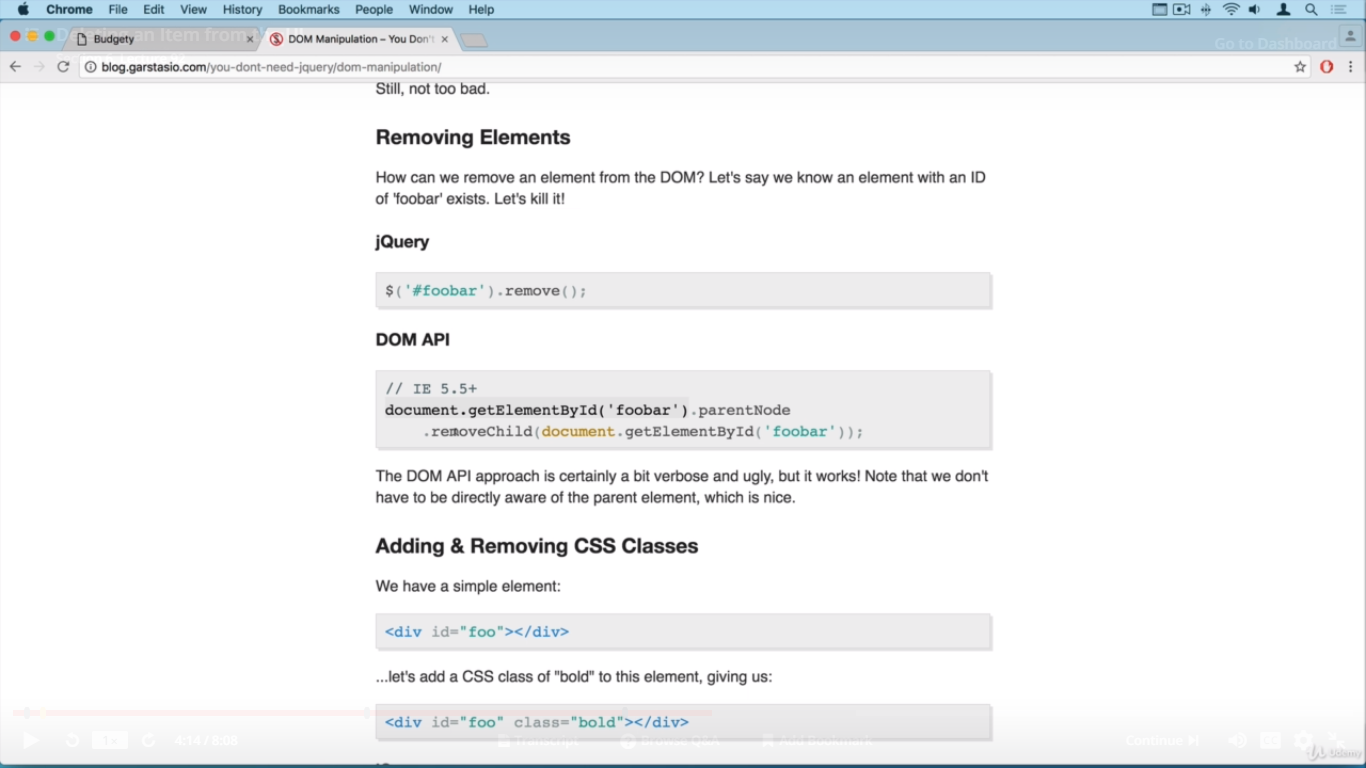 Chrome File Edit View History Bookmarks People Window Help
Budgety
DOM Manipulation – You Don't
Go to Dashboard
blog.garstasio.com/you-dont-need-jquery/dom-manipulation/
Still, not too bad.
Removing Elements
How can we remove an element from the DOM? Let's say we know an element with an ID
of 'foobar' exists. Let's kill it!
jQuery
$('#foobar').remove();
DOM API
// IE 5.5+
document.getElementById('foobar').parentNode
.removeChild(document.getElementById('foobar'));
The DOM API approach is certainly a bit verbose and ugly, but it works! Note that we don't
have to be directly aware of the parent element, which is nice.
Adding & Removing CSS Classes
We have a simple element:
<div id="foo"></div>
...let's add a CSS class of "bold" to this element, giving us:
<div id="foo" class="bold"></div>
1x 4:14 / 8:08 Transcript Browse Q&A Add Bookmark Continue
Udemy